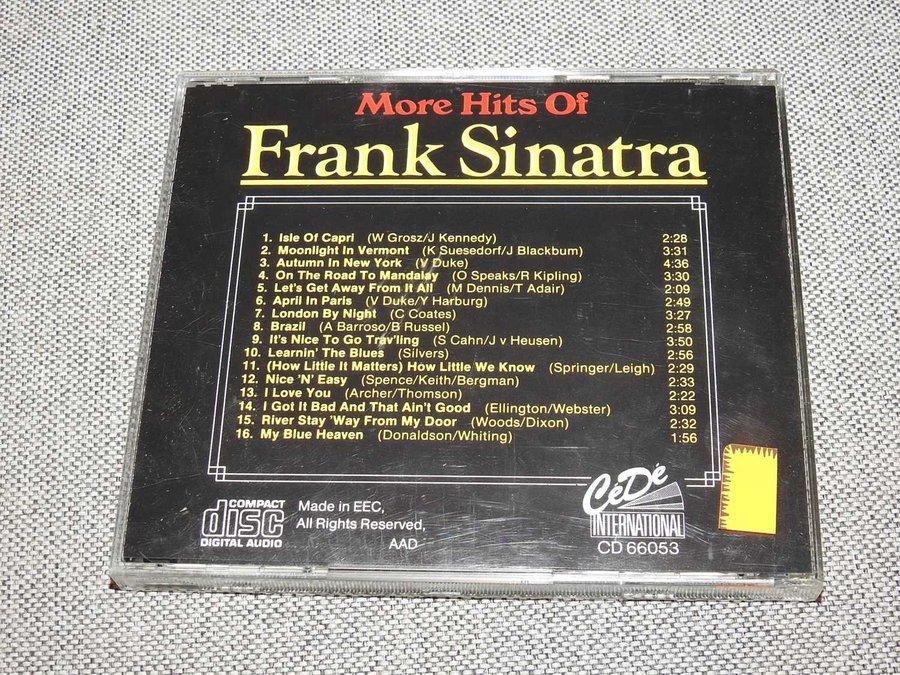 More Hits Of
Frank Sinatra
1. Isle Of Capri (W Grosz/J Kennedy) 2:28
2. Moonlight In Vermont (K Suesedorf/J Blackbum) 3:31
3. Autumn In New York (V Duke) 4:36
4. On The Road To Mandalay (O Speaks/R Kipling) 3:30
5. Let's Get Away From It All (M Dennis/T Adair) 2:09
6. April In Paris (V Duke/Y Harburg) 2:49
7. London By Night (C Coates) 3:27
8. Brazil (A Barroso/B Russel) 2:58
9. It's Nice To Go Trav'ling (S Cahn/J v Heusen) 3:50
10. Learnin' The Blues (Silvers) 2:56
11. (How Little It Matters) How Little We Know (Springer/Leigh) 2:29
12. Nice 'N' Easy (Spence/Keith/Bergman) 2:33
13. I Love You (Archer/Thomson) 2:22
14. I Got It Bad And That Ain't Good (Ellington/Webster) 3:09
15. River Stay 'Way From My Door (Woods/Dixon) 2:32
16. My Blue Heaven (Donaldson/Whiting) 1:56
COMPACT
disc
DIGITAL AUDIO
Made in EEC,
All Rights Reserved,
AAD
CeDe
INTERNATIONAL
CD 66053